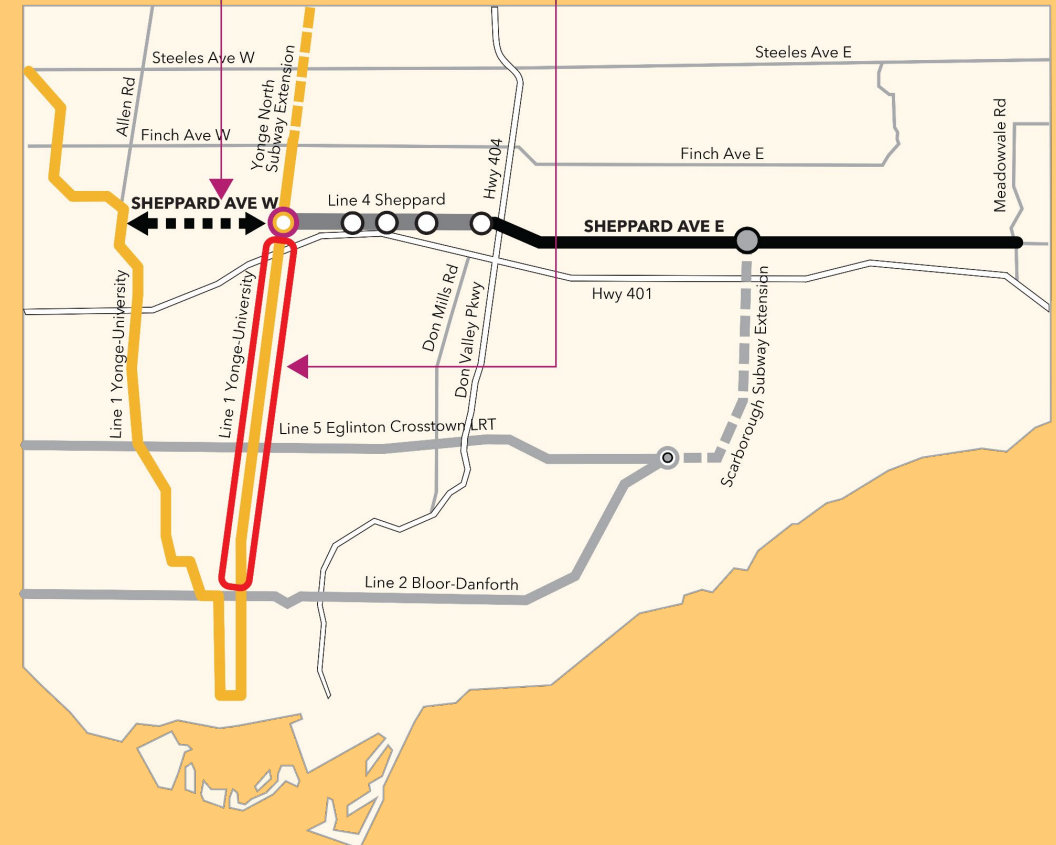 Steeles Ave W
Steeles Ave E
Allen Rd
Yonge North
Subway Extension
Finch Ave W
Hwy 404
Finch Ave E
Meadowvale Rd
SHEPPARD AVE W
Line 4 Sheppard
SHEPPARD AVE E
Hwy 401
Line 1 Yonge-University
Line 1 Yonge-University
Don Mills Rd
Don Valley Pkwy
Scarborough Subway Extension
Line 5 Eglinton Crosstown LRT
Line 2 Bloor-Danforth